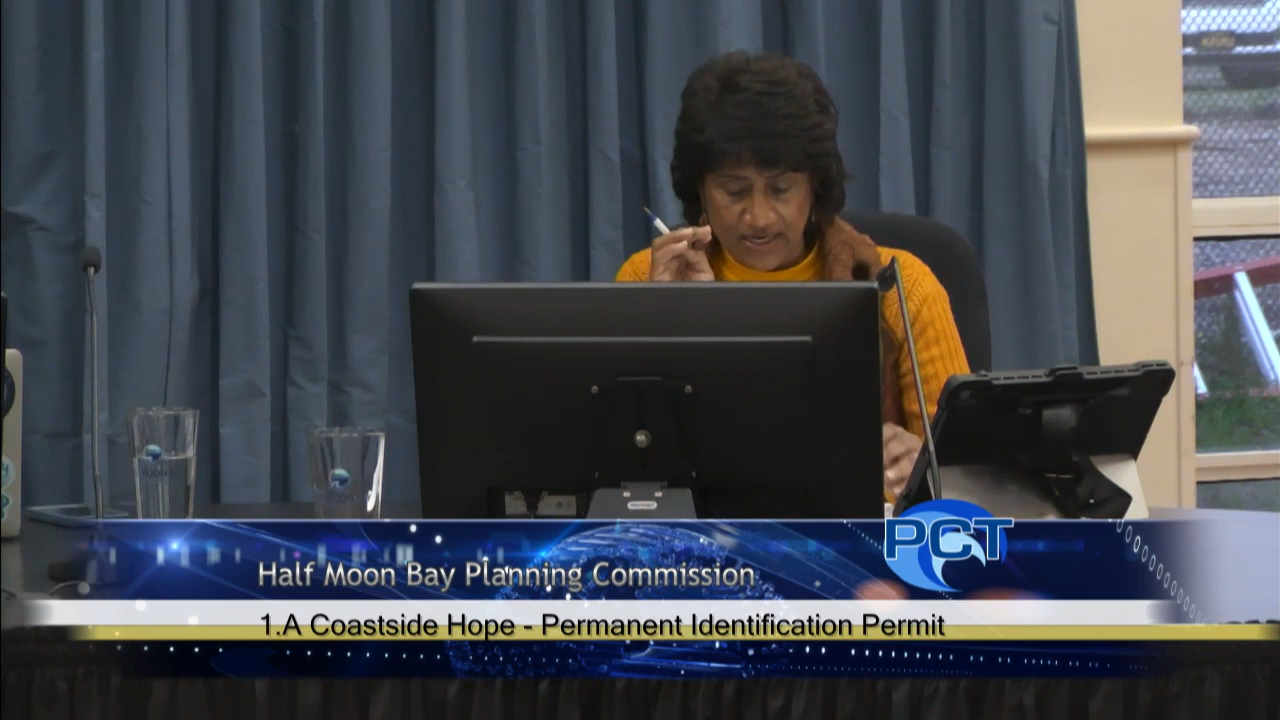 PCT
Half Moon Bay Planning Commission
1.A Coastside Hope - Permanent Identification Permit